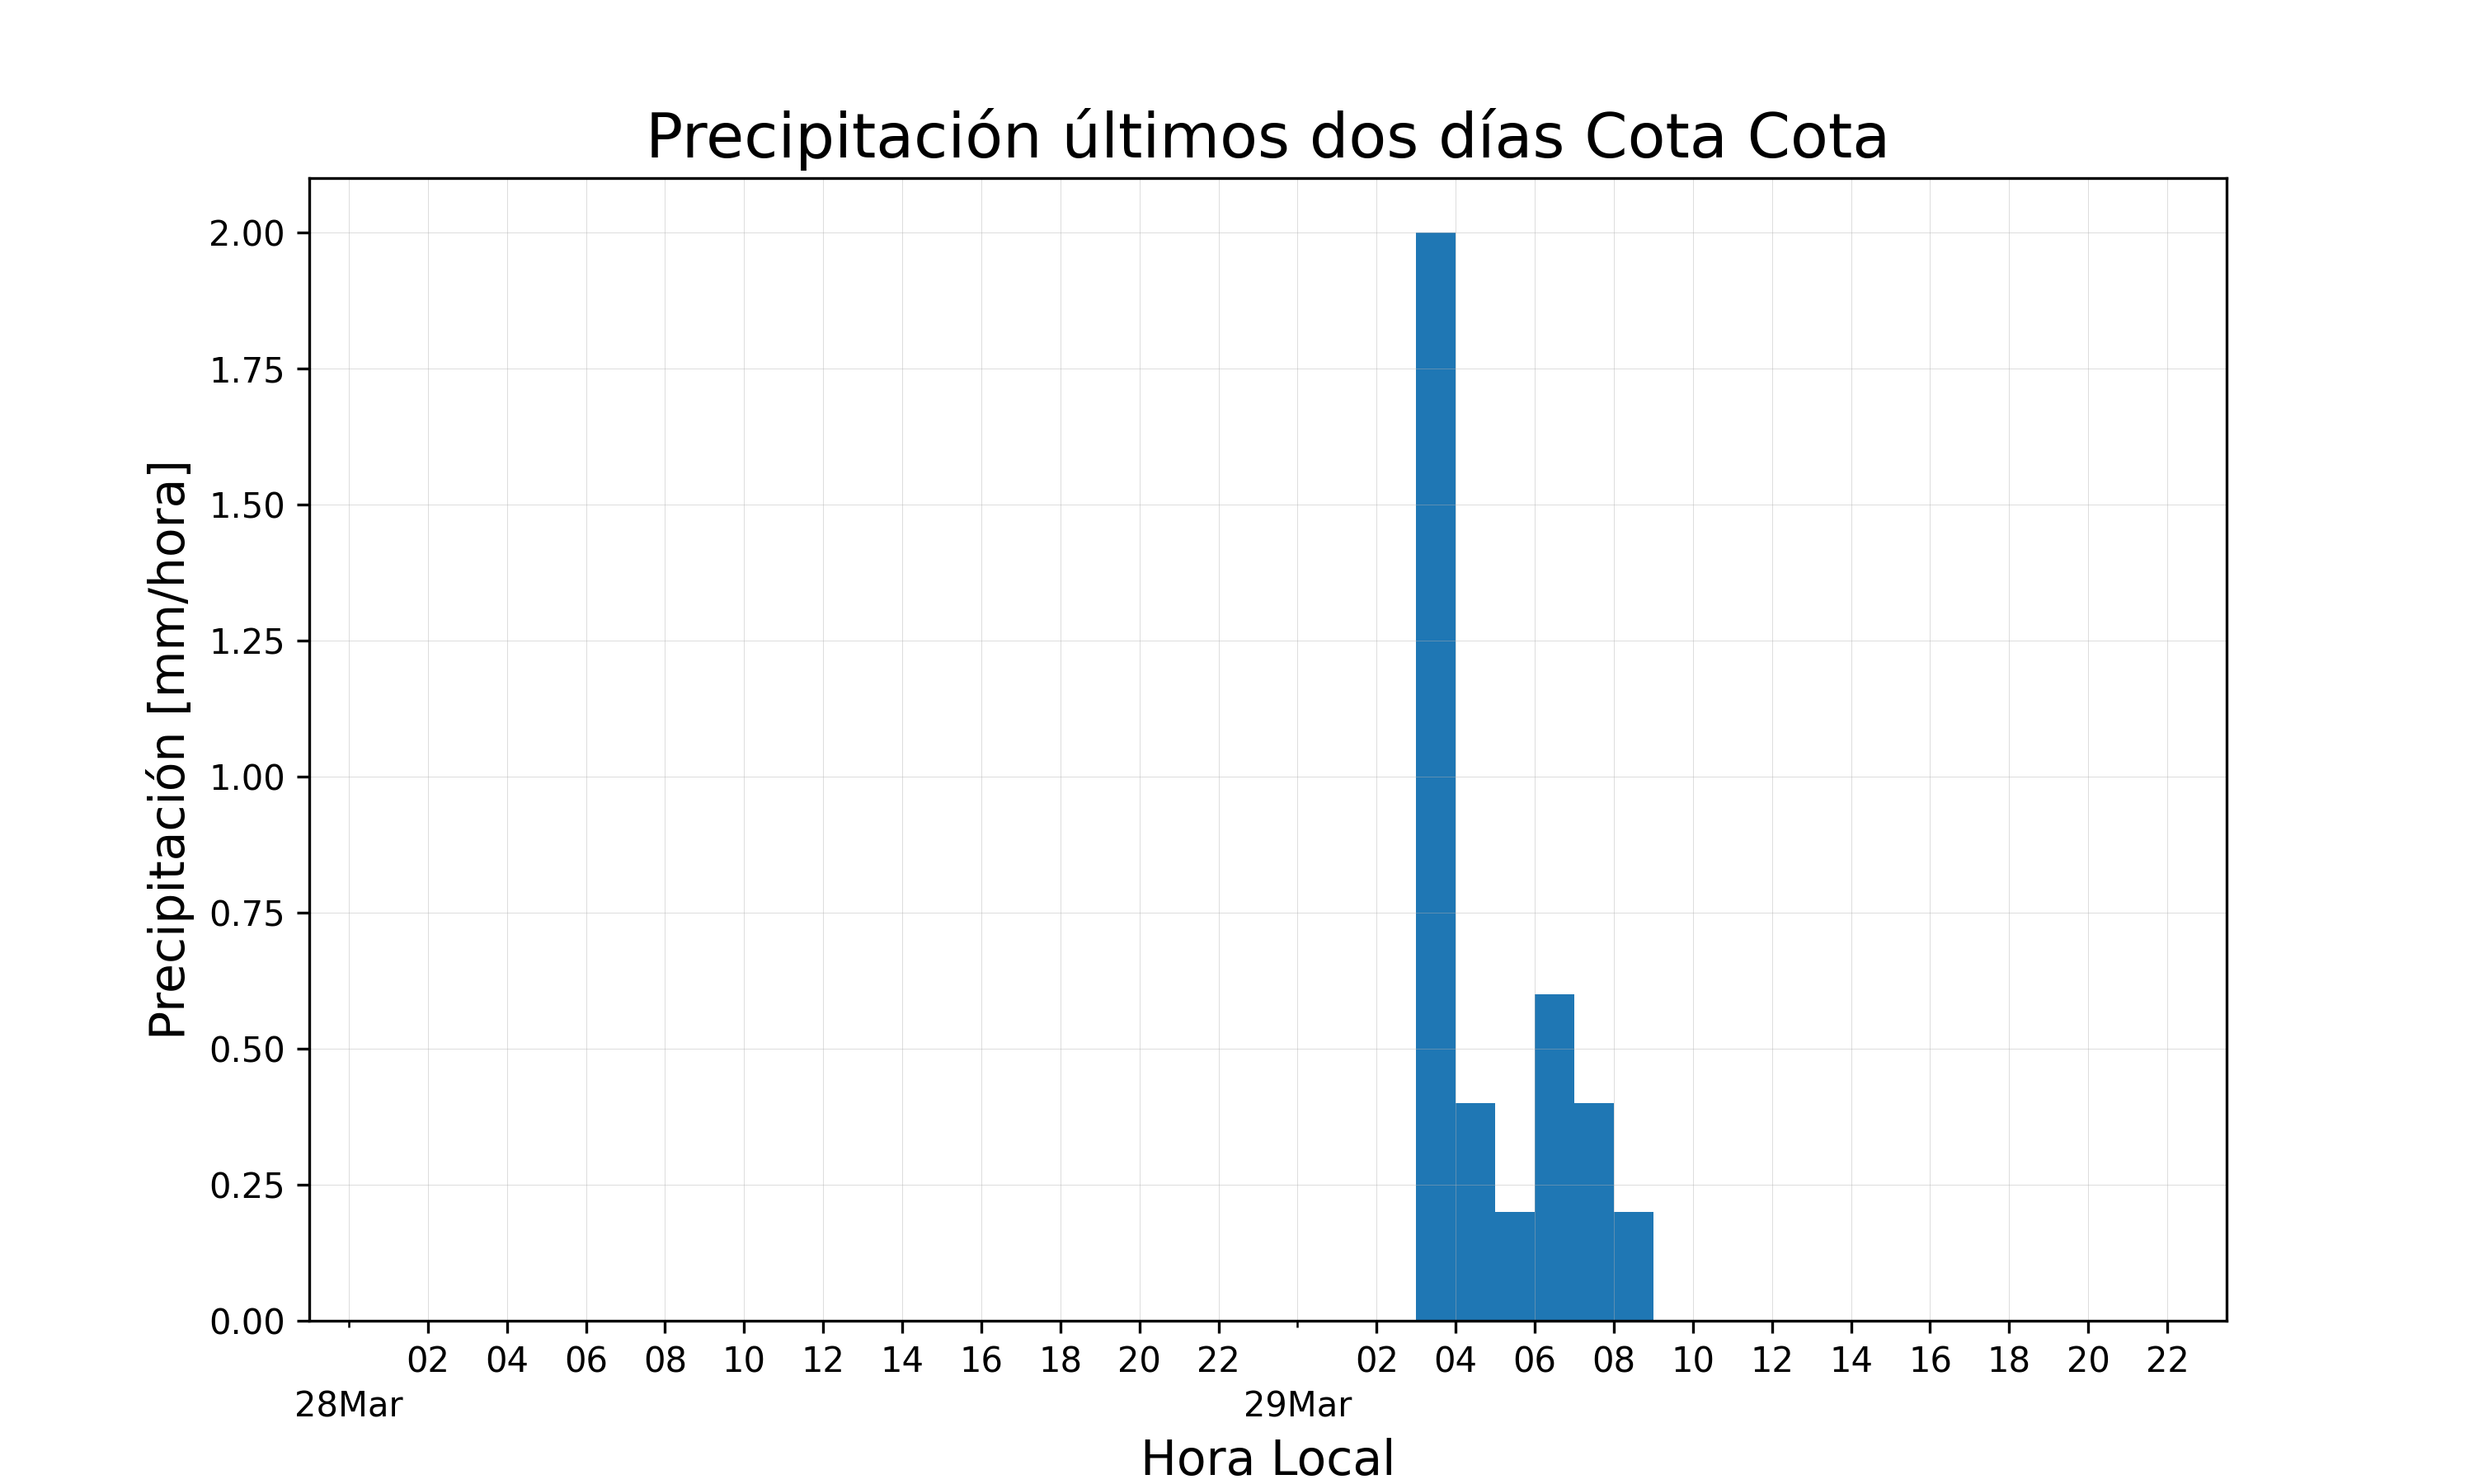 Precipitación últimos dos días Cota Cota
Precipitación [mm/hora]
2.00
1.75
1.50
1.25
1.00
0.75
0.50
0.25
0.00
02 04 06 08 10 12 14 16 18 20 22 02 04 06 08 10 12 14 16 18 20 22
28Mar 29Mar
Hora Local